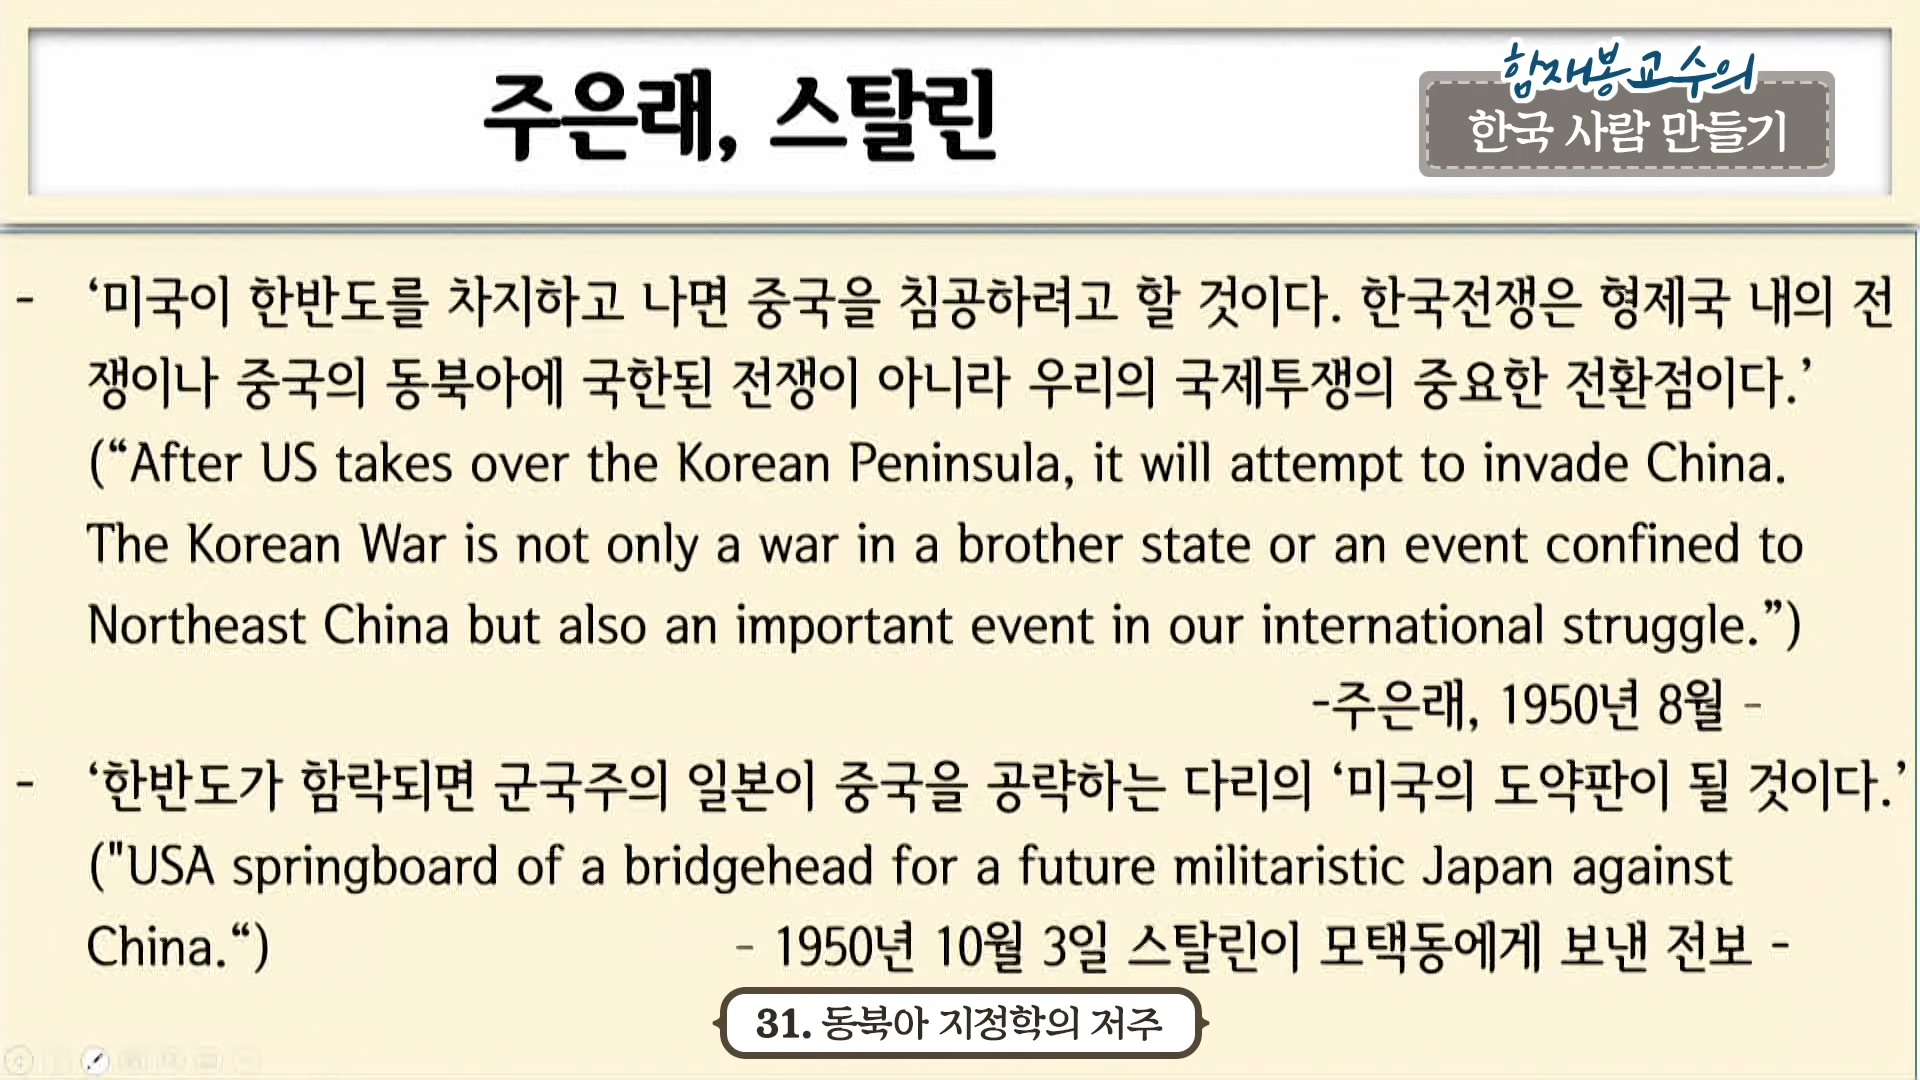 주은래, 스탈린
함재봉교수의
한국 사람 만들기
- ‘미국이 한반도를 차지하고 나면 중국을 침공하려고 할 것이다. 한국전쟁은 형제국 내의 전
쟁이나 중국의 동북아에 국한된 전쟁이 아니라 우리의 국제투쟁의 중요한 전환점이다.’
(“After US takes over the Korean Peninsula, it will attempt to invade China.
The Korean War is not only a war in a brother state or an event confined to
Northeast China but also an important event in our international struggle.”)
-주은래, 1950년 8월 -
- ‘한반도가 함락되면 군국주의 일본이 중국을 공략하는 다리의 ‘미국의 도약판이 될 것이다.’
("USA springboard of a bridgehead for a future militaristic Japan against
China.“) - 1950년 10월 3일 스탈린이 모택동에게 보낸 전보 -
31. 동북아 지정학의 저주